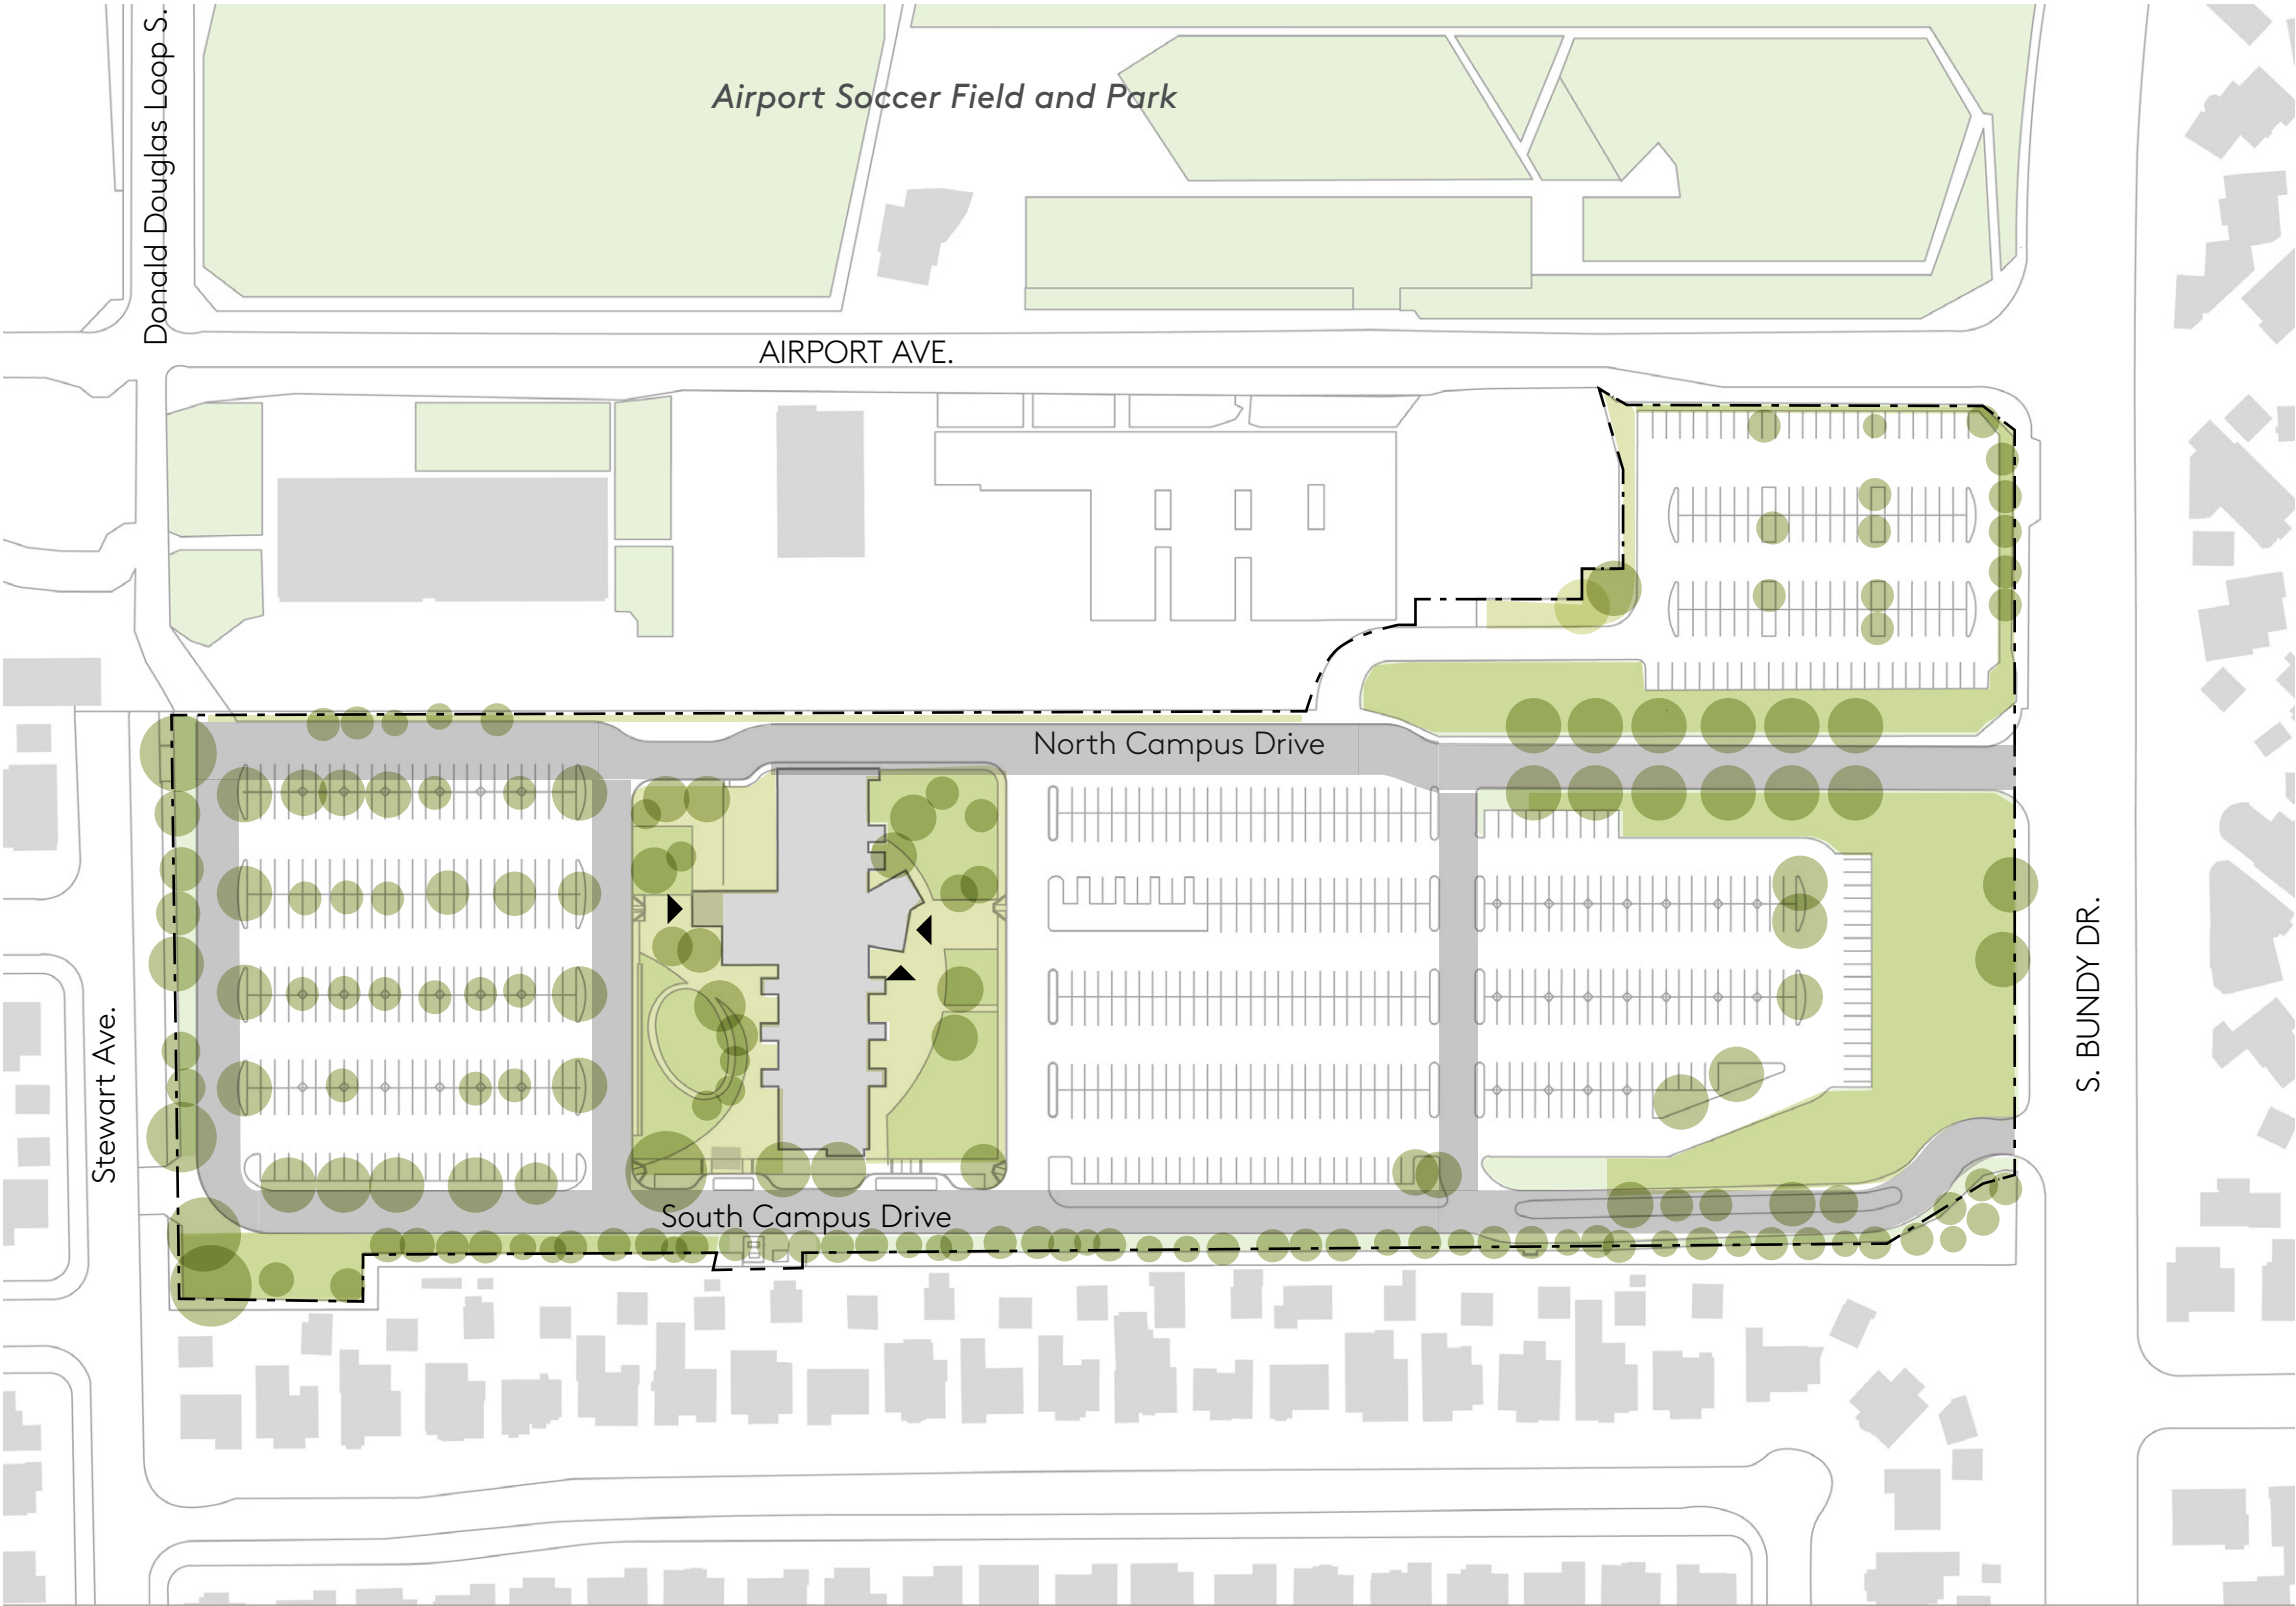 Donald Douglas Loop S.
Airport Soccer Field and Park
AIRPORT AVE.
North Campus Drive
S. BUNDY DR.
Stewart Ave.
South Campus Drive